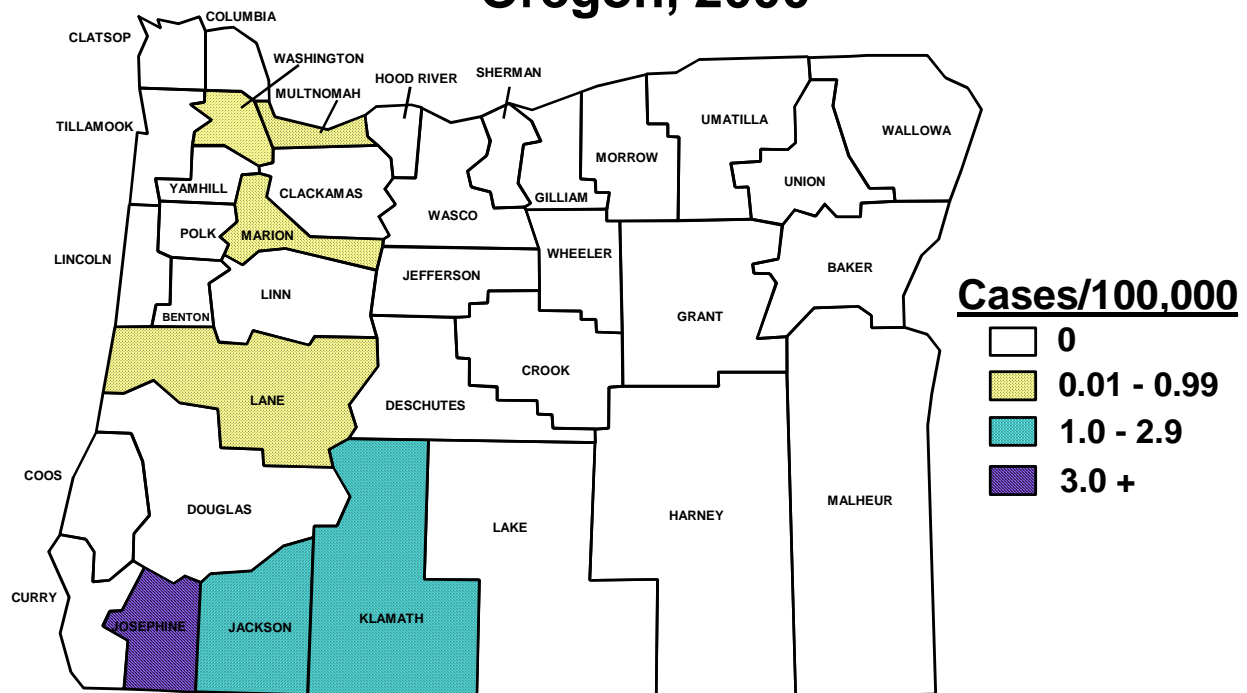 Oregon,
COLUMBIA
CLATSOP
WASHINGTON
HOOD RIVER
SHERMAN
MULTNOMAH
TILLAMOOK
UMATILLA
WALLOWA
MORROW
UNION
YAMHILL
CLACKAMAS
GILLIAM
WASCO
POLK
MARION
LINCOLN
WHEELER
BAKER
JEFFERSON
LINN
BENTON
GRANT
CROOK
LANE
DESCHUTES
COOS
DOUGLAS
LAKE
HARNEY
MALHEUR
CURRY
JOSEPHINE
JACKSON
KLAMATH
Cases/100,000
0
0.01 - 0.99
1.0 - 2.9
3.0 +